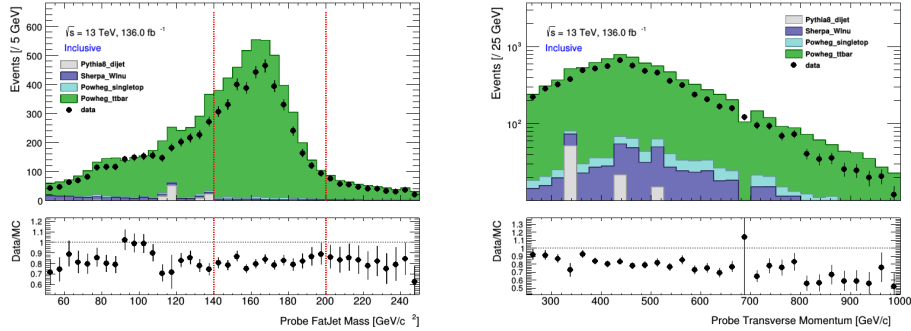 Events [/ 5 GeV]
600
500
400
300
200
100
0
√s = 13 TeV, 136.0 fb ⁻¹
Inclusive
Pythia8_dijet
Sherpa_Wlnu
Powheg_singletop
Powheg_ttbar
data
Data/MC
1.2
1.1
1
0.9
0.8
0.7
0.6
0.5
60 80 100 120 140 160 180 200 220 240
Probe FatJet Mass [GeV/c ²]
Events [/ 25 GeV]
10³
10²
√s = 13 TeV, 136.0 fb ⁻¹
Inclusive
Pythia8_dijet
Sherpa_Wlnu
Powheg_singletop
Powheg_ttbar
data
Data/MC
1.3
1.2
1.1
1
0.9
0.8
0.7
0.6
0.5
300 400 500 600 700 800 900 1000
Probe Transverse Momentum [GeV/c]